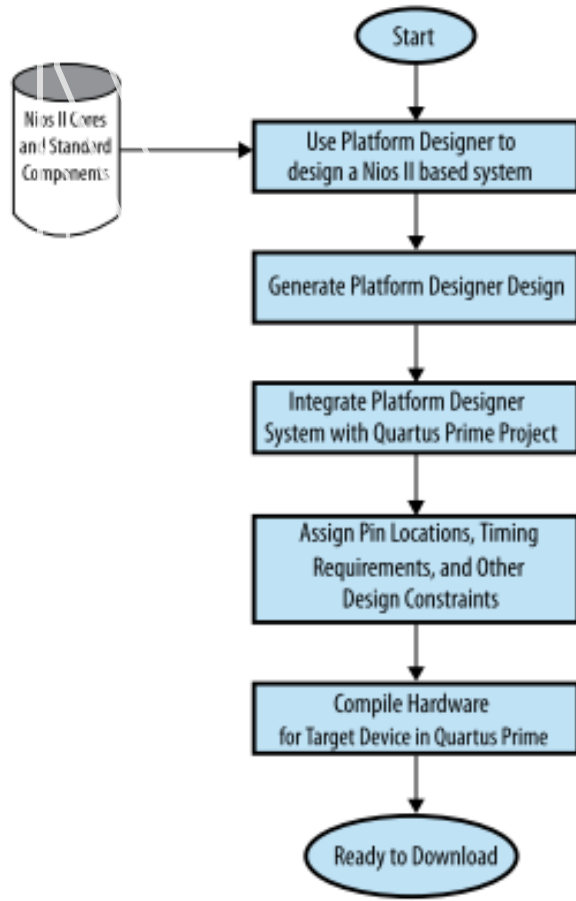 Start
Nios II Cores
and Standard
Components
Use Platform Designer to
design a Nios II based system
Generate Platform Designer Design
Integrate Platform Designer
System with Quartus Prime Project
Assign Pin Locations, Timing
Requirements, and Other
Design Constraints
Compile Hardware
for Target Device in Quartus Prime
Ready to Download